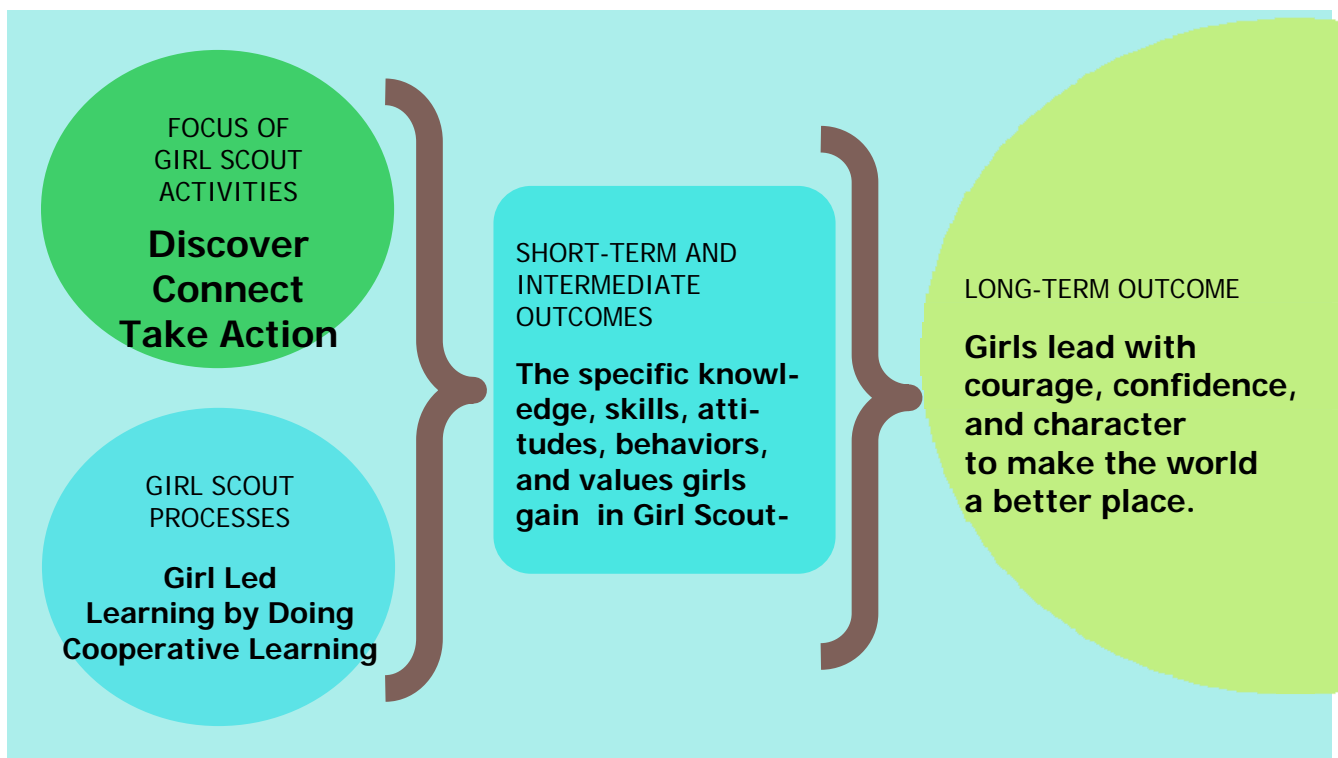 FOCUS OF
GIRL SCOUT
ACTIVITIES
Discover
Connect
Take Action
GIRL SCOUT
PROCESSES
Girl Led
Learning by Doing
Cooperative Learning
SHORT-TERM AND
INTERMEDIATE
OUTCOMES
The specific knowl-
edge, skills, atti-
tudes, behaviors,
and values girls
gain  in Girl Scout-
LONG-TERM OUTCOME
Girls lead with
courage, confidence,
and character
to make the world
a better place.